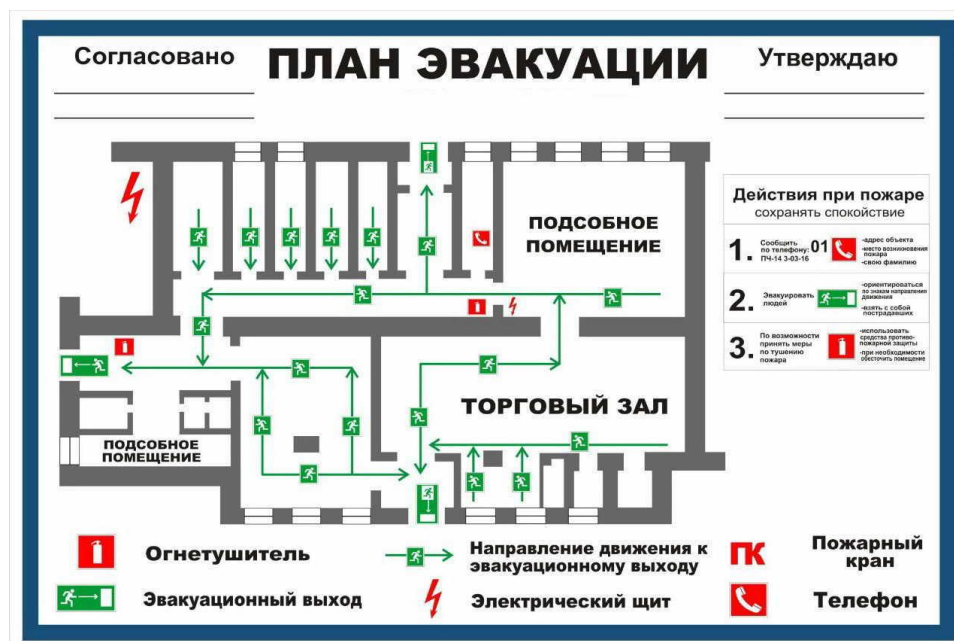 Согласовано
ПЛАН ЭВАКУАЦИИ
Утверждаю
ПОДСОБНОЕ
ПОМЕЩЕНИЕ
ТОРГОВЫЙ ЗАЛ
ПОДСОБНОЕ
ПОМЕЩЕНИЕ
Действия при пожаре
сохранять спокойствие
1.
Сообщить
по телефону: 01
ПЧ-14 3-03-16
-адрес объекта
-место возникновения
пожара
-свою фамилию
2.
Эвакуировать
людей
-ориентироваться
по знакам направления
движения
-взять с собой
пострадавших
3.
По возможности
принять меры
по тушению
пожара
-использовать
средства противо-
пожарной защиты
-при необходимости
обесточить помещение
Огнетушитель
Направление движения к
эвакуационному выходу
ПК
Пожарный
кран
Эвакуационный выход
Электрический щит
Телефон